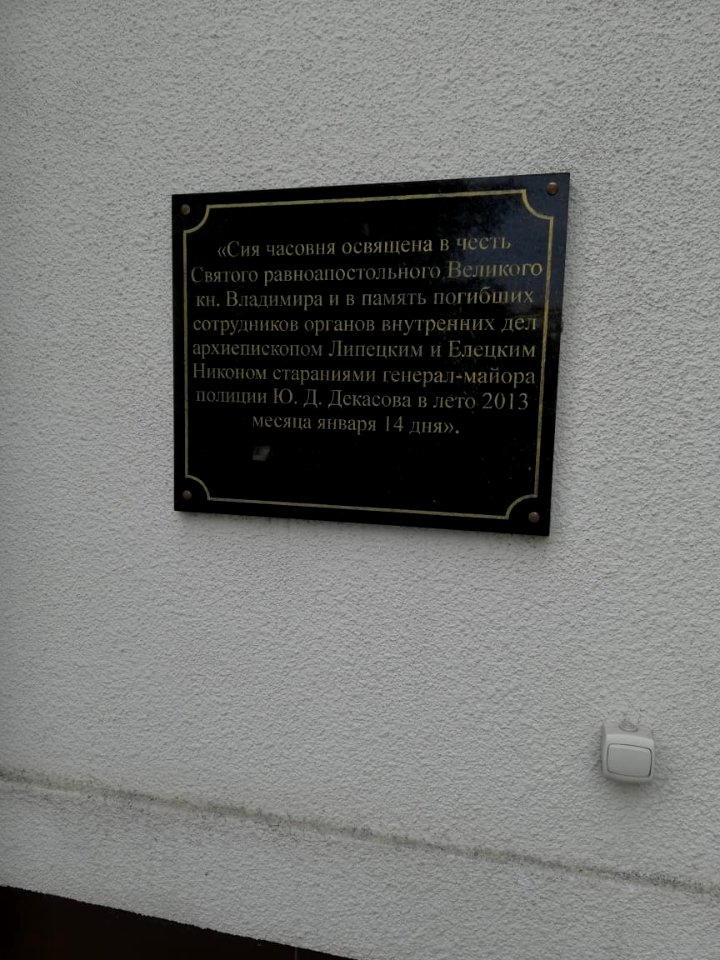 «Сия часовня освящена в честь
Святого равноапостольного Великого
кн. Владимира и в память погибших
сотрудников органов внутренних дел
архиепископом Липецким и Елецким
Никоном стараниями генерал-майора
полиции Ю. Д. Декасова в лето 2013
месяца января 14 дня».